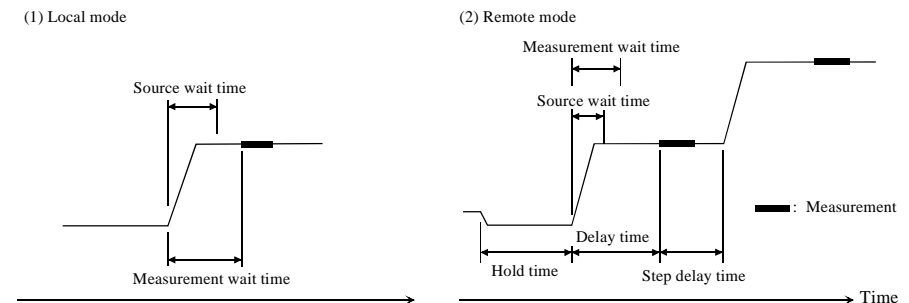 (1) Local mode
(2) Remote mode
Measurement wait time
Source wait time
Source wait time
: Measurement
Delay time
Hold time
Step delay time
Measurement wait time
Time